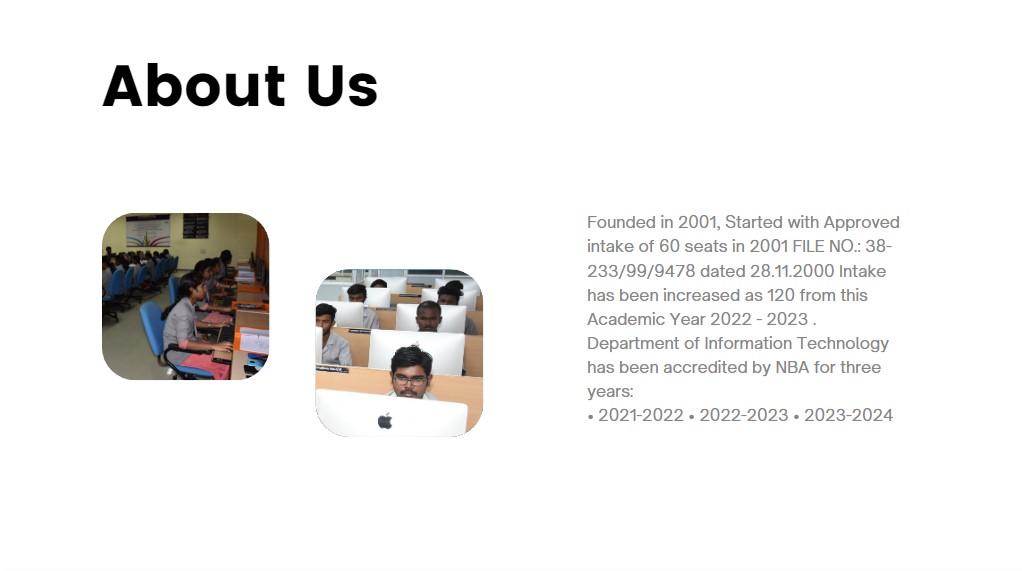 About Us
Founded in 2001, Started with Approved
intake of 60 seats in 2001 FILE NO.: 38-
233/99/9478 dated 28.11.2000 Intake
has been increased as 120 from this
Academic Year 2022 - 2023 .
Department of Information Technology
has been accredited by NBA for three
years:
• 2021-2022 • 2022-2023 • 2023-2024